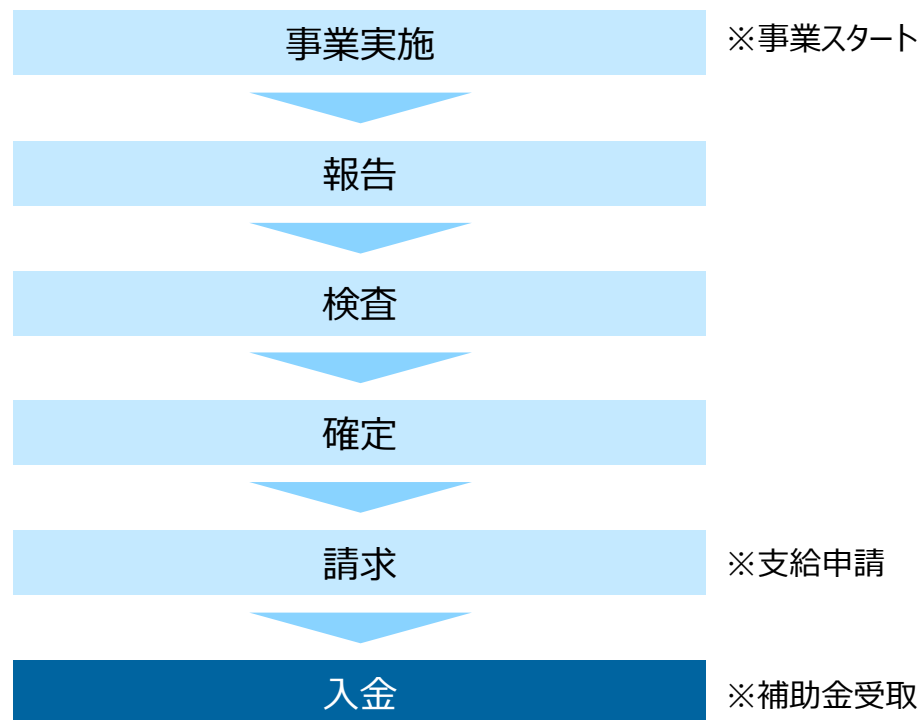 事業実施
※事業スタート
報告
検査
確定
請求
※支給申請
入金
※補助金受取